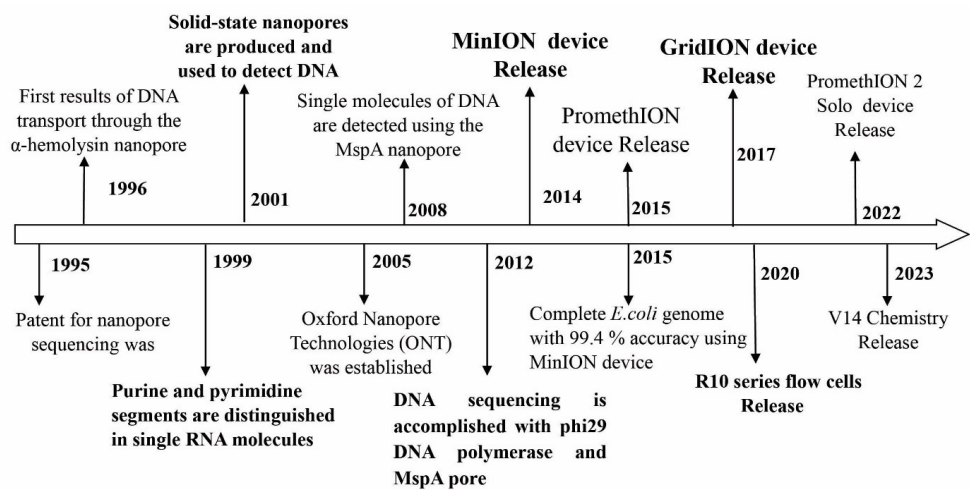 Solid-state nanopores
are produced and
used to detect DNA
First results of DNA
transport through the
α-hemolysin nanopore
Single molecules of DNA
are detected using the
MspA nanopore
MinION device
Release
PromethION
device Release
GridION device
Release
PromethION 2
Solo device
Release
1996
2001
2008
2014
2015
2017
2022
1995
1999
2005
2012
2015
2020
2023
Patent for nanopore
sequencing was
Purine and pyrimidine
segments are distinguished
in single RNA molecules
Oxford Nanopore
Technologies (ONT)
was established
DNA sequencing is
accomplished with phi29
DNA polymerase and
MspA pore
Complete E.coli genome
with 99.4 % accuracy using
MinION device
R10 series flow cells
Release
V14 Chemistry
Release